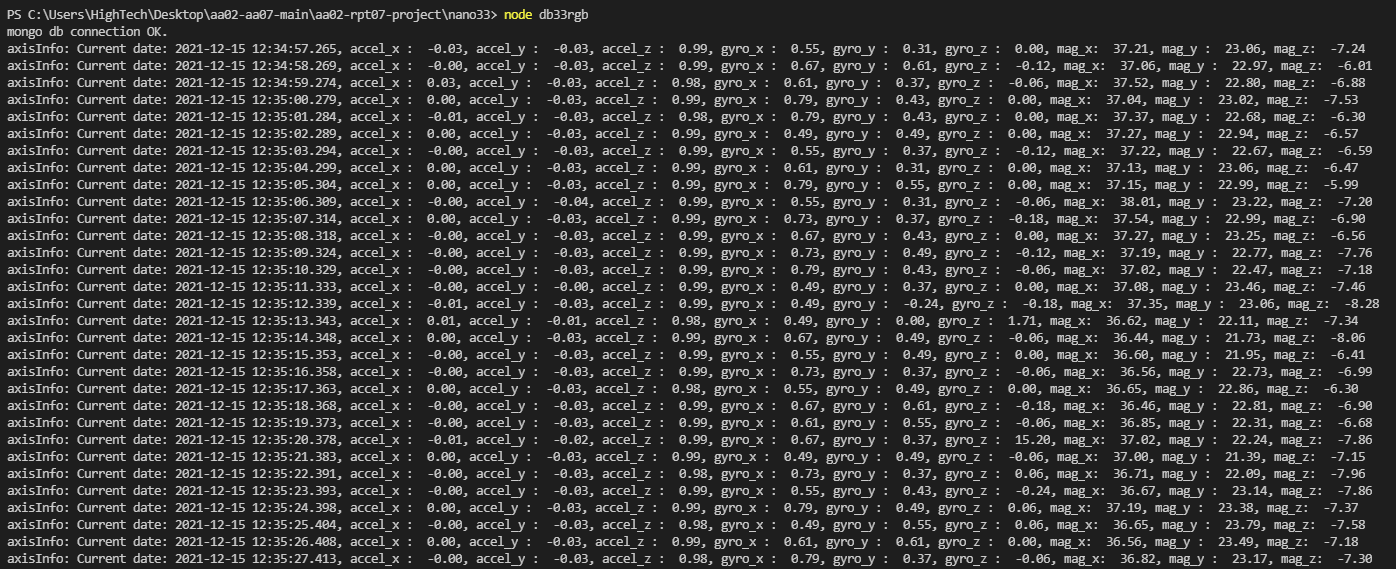 PS C:\Users\HighTech\Desktop\aa02-aa07-main\aa02-rpt07-project\nano33> node db33rgb
mongo db connection OK.
axisInfo: Current date: 2021-12-15 12:34:57.265, accel_x :  -0.03, accel_y :  -0.03, accel_z :  0.99, gyro_x :  0.55, gyro_y :  0.31, gyro_z :  0.00, mag_x:  37.21, mag_y :  23.06, mag_z:  -7.24
axisInfo: Current date: 2021-12-15 12:34:58.269, accel_x :  -0.00, accel_y :  -0.03, accel_z :  0.99, gyro_x :  0.67, gyro_y :  0.61, gyro_z :  -0.12, mag_x:  37.06, mag_y :  22.97, mag_z:  -6.01
axisInfo: Current date: 2021-12-15 12:34:59.274, accel_x :  0.03, accel_y :  -0.03, accel_z :  0.98, gyro_x :  0.61, gyro_y :  0.37, gyro_z :  -0.06, mag_x:  37.52, mag_y :  22.80, mag_z:  -6.88
axisInfo: Current date: 2021-12-15 12:35:00.279, accel_x :  0.00, accel_y :  -0.03, accel_z :  0.99, gyro_x :  0.79, gyro_y :  0.43, gyro_z :  0.00, mag_x:  37.04, mag_y :  23.02, mag_z:  -7.53
axisInfo: Current date: 2021-12-15 12:35:01.284, accel_x :  -0.01, accel_y :  -0.03, accel_z :  0.98, gyro_x :  0.79, gyro_y :  0.43, gyro_z :  0.00, mag_x:  37.37, mag_y :  22.68, mag_z:  -6.30
axisInfo: Current date: 2021-12-15 12:35:02.289, accel_x :  0.00, accel_y :  -0.03, accel_z :  0.99, gyro_x :  0.49, gyro_y :  0.49, gyro_z :  0.00, mag_x:  37.27, mag_y :  22.94, mag_z:  -6.57
axisInfo: Current date: 2021-12-15 12:35:03.294, accel_x :  -0.00, accel_y :  -0.03, accel_z :  0.99, gyro_x :  0.55, gyro_y :  0.37, gyro_z :  -0.12, mag_x:  37.22, mag_y :  22.67, mag_z:  -6.59
axisInfo: Current date: 2021-12-15 12:35:04.299, accel_x :  0.00, accel_y :  -0.03, accel_z :  0.99, gyro_x :  0.61, gyro_y :  0.31, gyro_z :  0.00, mag_x:  37.13, mag_y :  23.06, mag_z:  -6.47
axisInfo: Current date: 2021-12-15 12:35:05.304, accel_x :  0.00, accel_y :  -0.03, accel_z :  0.99, gyro_x :  0.79, gyro_y :  0.55, gyro_z :  0.00, mag_x:  37.15, mag_y :  22.99, mag_z:  -5.99
axisInfo: Current date: 2021-12-15 12:35:06.309, accel_x :  -0.00, accel_y :  -0.04, accel_z :  0.99, gyro_x :  0.55, gyro_y :  0.31, gyro_z :  -0.06, mag_x:  38.01, mag_y :  23.22, mag_z:  -7.20
axisInfo: Current date: 2021-12-15 12:35:07.314, accel_x :  0.00, accel_y :  -0.03, accel_z :  0.99, gyro_x :  0.73, gyro_y :  0.37, gyro_z :  -0.18, mag_x:  37.54, mag_y :  22.99, mag_z:  -6.90
axisInfo: Current date: 2021-12-15 12:35:08.318, accel_x :  -0.00, accel_y :  -0.03, accel_z :  0.99, gyro_x :  0.67, gyro_y :  0.43, gyro_z :  0.00, mag_x:  37.27, mag_y :  23.25, mag_z:  -6.56
axisInfo: Current date: 2021-12-15 12:35:09.324, accel_x :  -0.00, accel_y :  -0.03, accel_z :  0.99, gyro_x :  0.73, gyro_y :  0.49, gyro_z :  -0.12, mag_x:  37.19, mag_y :  22.77, mag_z:  -7.76
axisInfo: Current date: 2021-12-15 12:35:10.329, accel_x :  -0.00, accel_y :  -0.03, accel_z :  0.99, gyro_x :  0.79, gyro_y :  0.43, gyro_z :  -0.06, mag_x:  37.02, mag_y :  22.47, mag_z:  -7.18
axisInfo: Current date: 2021-12-15 12:35:11.333, accel_x :  -0.00, accel_y :  -0.00, accel_z :  0.99, gyro_x :  0.49, gyro_y :  0.37, gyro_z :  0.00, mag_x:  37.08, mag_y :  23.46, mag_z:  -7.46
axisInfo: Current date: 2021-12-15 12:35:12.339, accel_x :  -0.01, accel_y :  -0.03, accel_z :  0.99, gyro_x :  0.49, gyro_y :  -0.24, gyro_z :  -0.18, mag_x:  37.35, mag_y :  23.06, mag_z:  -8.28
axisInfo: Current date: 2021-12-15 12:35:13.343, accel_x :  0.01, accel_y :  -0.01, accel_z :  0.98, gyro_x :  0.49, gyro_y :  0.00, gyro_z :  1.71, mag_x:  36.62, mag_y :  22.11, mag_z:  -7.34
axisInfo: Current date: 2021-12-15 12:35:14.348, accel_x :  0.00, accel_y :  -0.03, accel_z :  0.99, gyro_x :  0.67, gyro_y :  0.49, gyro_z :  -0.06, mag_x:  36.44, mag_y :  21.73, mag_z:  -8.06
axisInfo: Current date: 2021-12-15 12:35:15.353, accel_x :  -0.00, accel_y :  -0.03, accel_z :  0.99, gyro_x :  0.55, gyro_y :  0.49, gyro_z :  0.00, mag_x:  36.60, mag_y :  21.95, mag_z:  -6.41
axisInfo: Current date: 2021-12-15 12:35:16.358, accel_x :  -0.00, accel_y :  -0.03, accel_z :  0.99, gyro_x :  0.73, gyro_y :  0.37, gyro_z :  -0.06, mag_x:  36.56, mag_y :  22.73, mag_z:  -6.99
axisInfo: Current date: 2021-12-15 12:35:17.363, accel_x :  0.00, accel_y :  -0.03, accel_z :  0.98, gyro_x :  0.55, gyro_y :  0.49, gyro_z :  0.00, mag_x:  36.65, mag_y :  22.86, mag_z:  -6.30
axisInfo: Current date: 2021-12-15 12:35:18.368, accel_x :  -0.00, accel_y :  -0.03, accel_z :  0.99, gyro_x :  0.67, gyro_y :  0.61, gyro_z :  -0.18, mag_x:  36.46, mag_y :  22.81, mag_z:  -6.90
axisInfo: Current date: 2021-12-15 12:35:19.373, accel_x :  -0.00, accel_y :  -0.03, accel_z :  0.99, gyro_x :  0.61, gyro_y :  0.55, gyro_z :  -0.06, mag_x:  36.85, mag_y :  22.31, mag_z:  -6.68
axisInfo: Current date: 2021-12-15 12:35:20.378, accel_x :  -0.01, accel_y :  -0.02, accel_z :  0.99, gyro_x :  0.67, gyro_y :  0.37, gyro_z :  15.20, mag_x:  37.02, mag_y :  22.24, mag_z:  -7.86
axisInfo: Current date: 2021-12-15 12:35:21.383, accel_x :  0.00, accel_y :  -0.03, accel_z :  0.99, gyro_x :  0.49, gyro_y :  0.49, gyro_z :  -0.06, mag_x:  37.00, mag_y :  21.39, mag_z:  -7.15
axisInfo: Current date: 2021-12-15 12:35:22.391, accel_x :  -0.00, accel_y :  -0.03, accel_z :  0.98, gyro_x :  0.73, gyro_y :  0.37, gyro_z :  0.06, mag_x:  36.71, mag_y :  22.09, mag_z:  -7.96
axisInfo: Current date: 2021-12-15 12:35:23.393, accel_x :  -0.00, accel_y :  -0.03, accel_z :  0.99, gyro_x :  0.55, gyro_y :  0.43, gyro_z :  -0.24, mag_x:  36.67, mag_y :  23.14, mag_z:  -7.86
axisInfo: Current date: 2021-12-15 12:35:24.398, accel_x :  0.00, accel_y :  -0.03, accel_z :  0.99, gyro_x :  0.79, gyro_y :  0.49, gyro_z :  0.06, mag_x:  37.19, mag_y :  23.38, mag_z:  -7.37
axisInfo: Current date: 2021-12-15 12:35:25.404, accel_x :  -0.00, accel_y :  -0.03, accel_z :  0.98, gyro_x :  0.49, gyro_y :  0.55, gyro_z :  0.06, mag_x:  36.65, mag_y :  23.79, mag_z:  -7.58
axisInfo: Current date: 2021-12-15 12:35:26.408, accel_x :  0.00, accel_y :  -0.03, accel_z :  0.99, gyro_x :  0.61, gyro_y :  0.61, gyro_z :  0.00, mag_x:  36.56, mag_y :  23.49, mag_z:  -7.18
axisInfo: Current date: 2021-12-15 12:35:27.413, accel_x :  -0.00, accel_y :  -0.03, accel_z :  0.98, gyro_x :  0.79, gyro_y :  0.37, gyro_z :  -0.06, mag_x:  36.82, mag_y :  23.17, mag_z:  -7.30